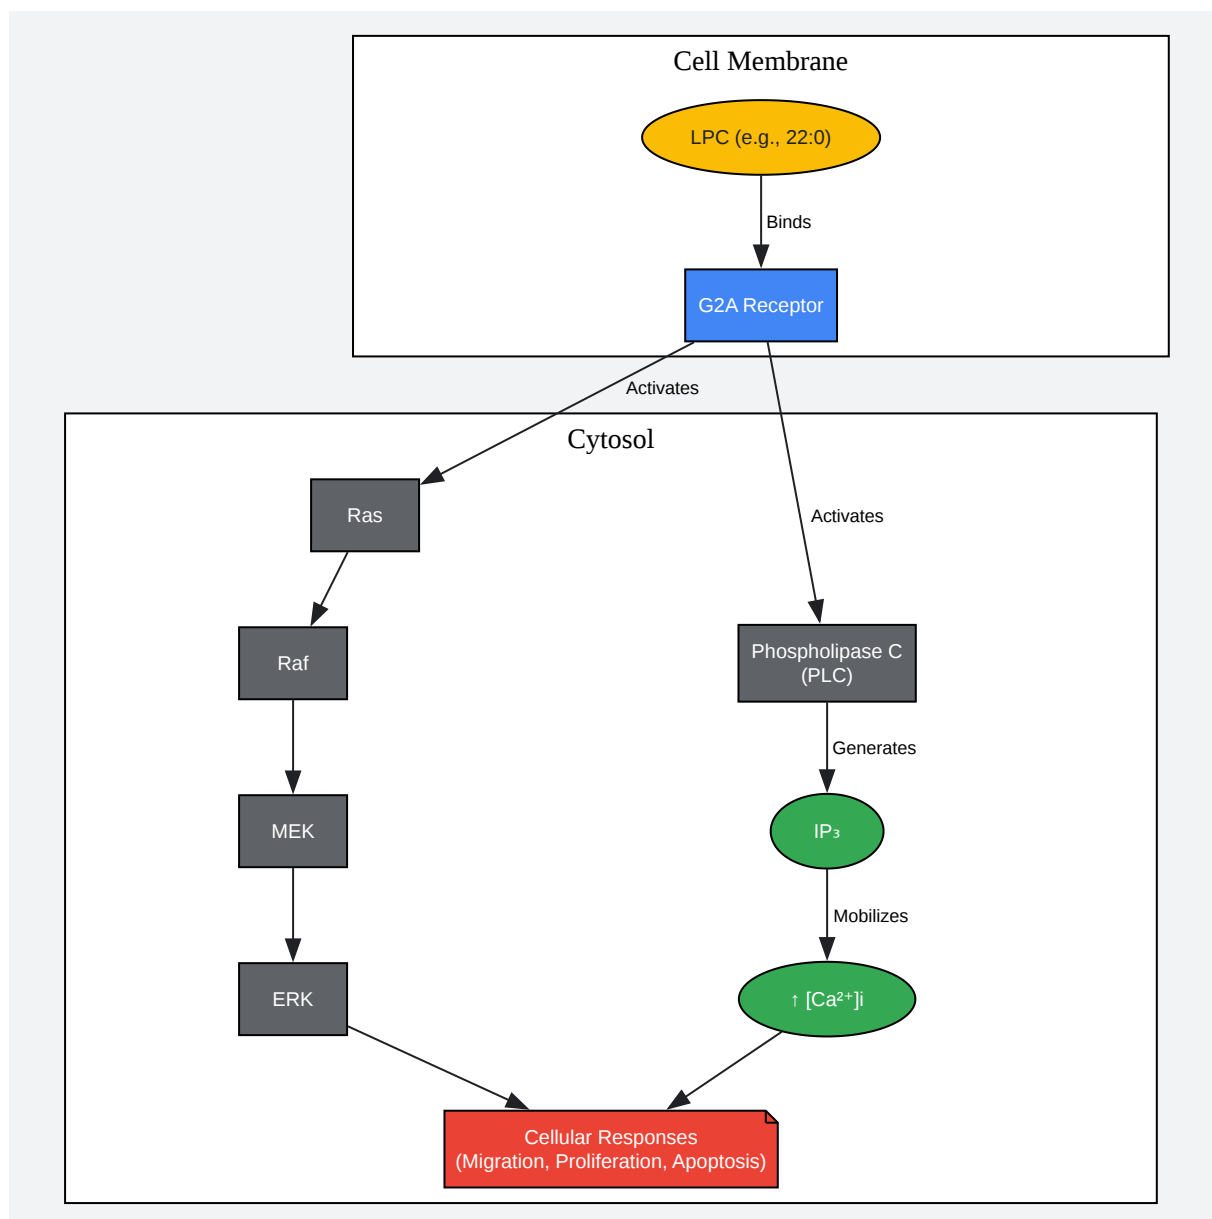 Cell Membrane
LPC (e.g., 22:0)
Binds
G2A Receptor
Activates
Cytosol
Ras
Activates
Raf
Phospholipase C
(PLC)
Generates
MEK
IP₃
Mobilizes
ERK
↑ [Ca²⁺]i
Cellular Responses
(Migration, Proliferation, Apoptosis)